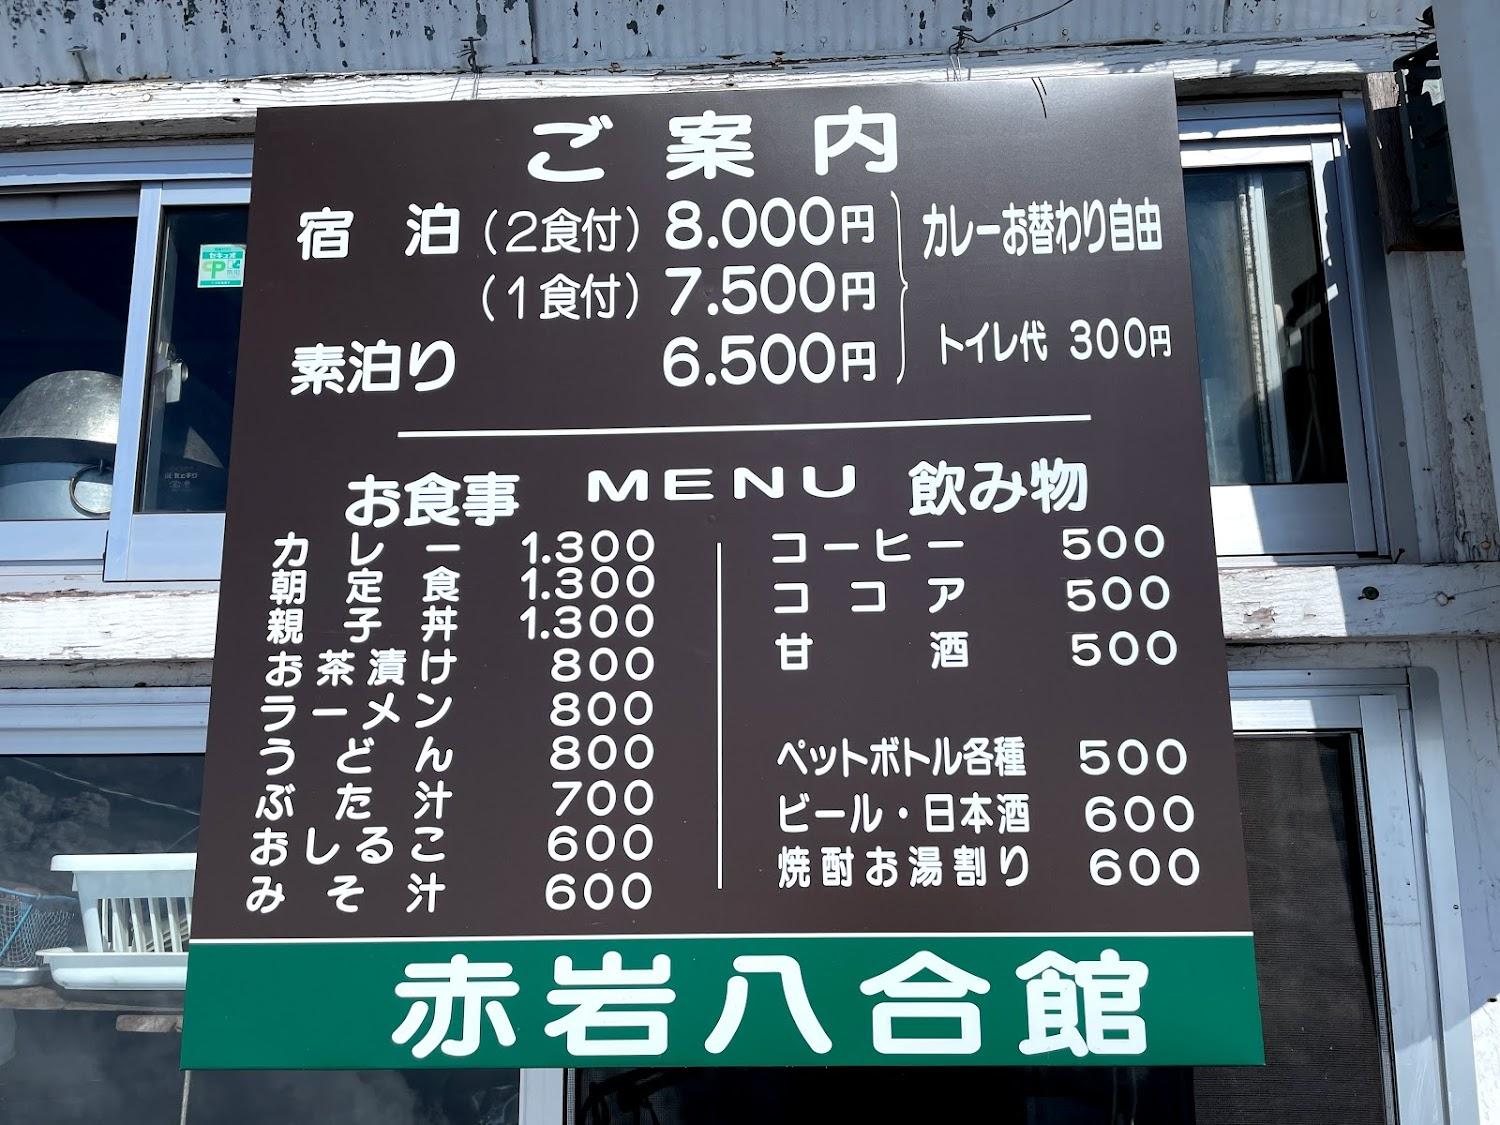 ご案内
宿泊(2食付)8.000円 カレーお替わり自由
(1食付)7.500円
素泊り 6.500円 トイレ代 300円
お食事 MENU 飲み物
カレー 1.300
朝定食 1.300
親子丼 1.300
お茶漬け 800
ラーメン 800
うどん 800
ぶた汁 700
おしるこ 600
みそ汁 600
コーヒー 500
ココア 500
甘酒 500
ペットボトル各種 500
ビール・日本酒 600
焼酎お湯割り 600
赤岩八合館